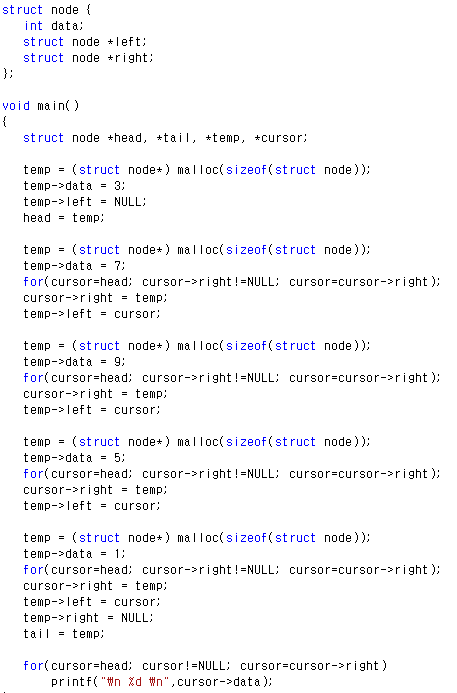 struct node {
int data;
struct node *left;
struct node *right;
};
void main()
{
struct node *head, *tail, *temp, *cursor;
temp = (struct node*) malloc(sizeof(struct node));
temp->data = 3;
temp->left = NULL;
head = temp;
temp = (struct node*) malloc(sizeof(struct node));
temp->data = 7;
for(cursor=head; cursor->right!=NULL; cursor=cursor->right);
cursor->right = temp;
temp->left = cursor;
temp = (struct node*) malloc(sizeof(struct node));
temp->data = 9;
for(cursor=head; cursor->right!=NULL; cursor=cursor->right);
cursor->right = temp;
temp->left = cursor;
temp = (struct node*) malloc(sizeof(struct node));
temp->data = 5;
for(cursor=head; cursor->right!=NULL; cursor=cursor->right);
cursor->right = temp;
temp->left = cursor;
temp = (struct node*) malloc(sizeof(struct node));
temp->data = 1;
for(cursor=head; cursor->right!=NULL; cursor=cursor->right);
cursor->right = temp;
temp->left = cursor;
temp->right = NULL;
tail = temp;
for(cursor=head; cursor!=NULL; cursor=cursor->right)
printf("₩n %d ₩n",cursor->data);